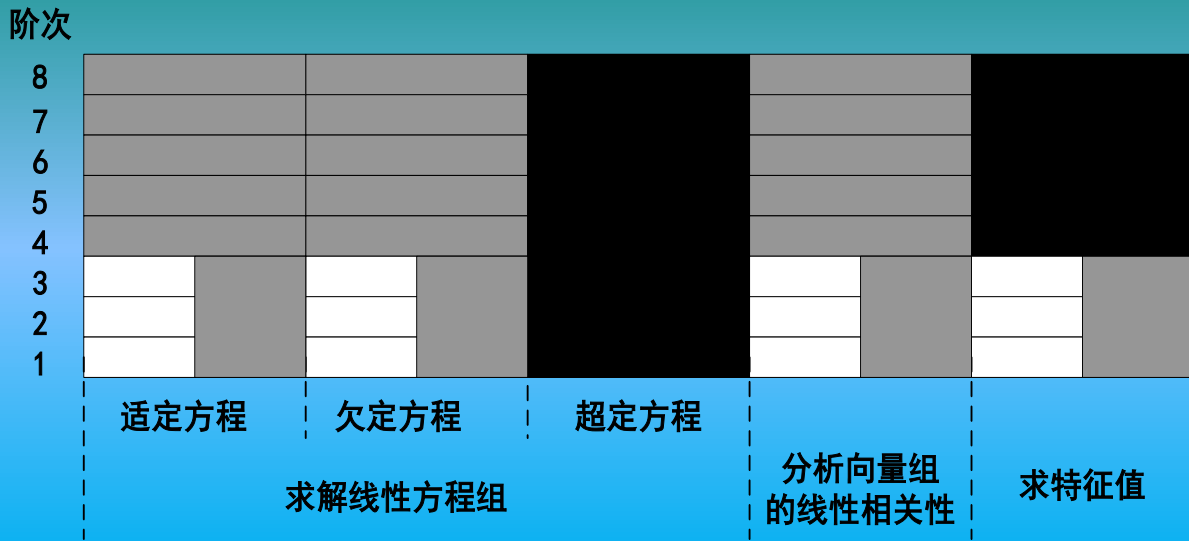 阶次
8
7
6
5
4
3
2
1
适定方程
欠定方程
超定方程
求解线性方程组
分析向量组
的线性相关性
求特征值